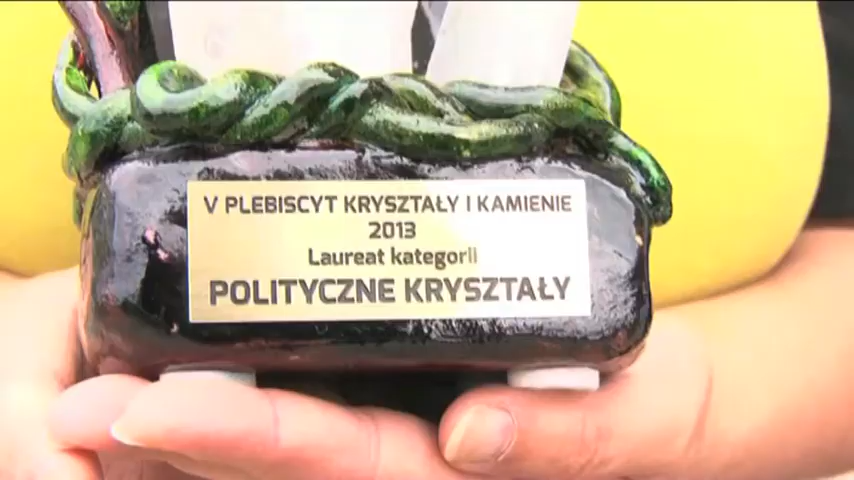 V PLEBISCYT KRYSZTAŁY I KAMIENIE
2013
Laureat kategorii
POLITYCZNE KRYSZTAŁY